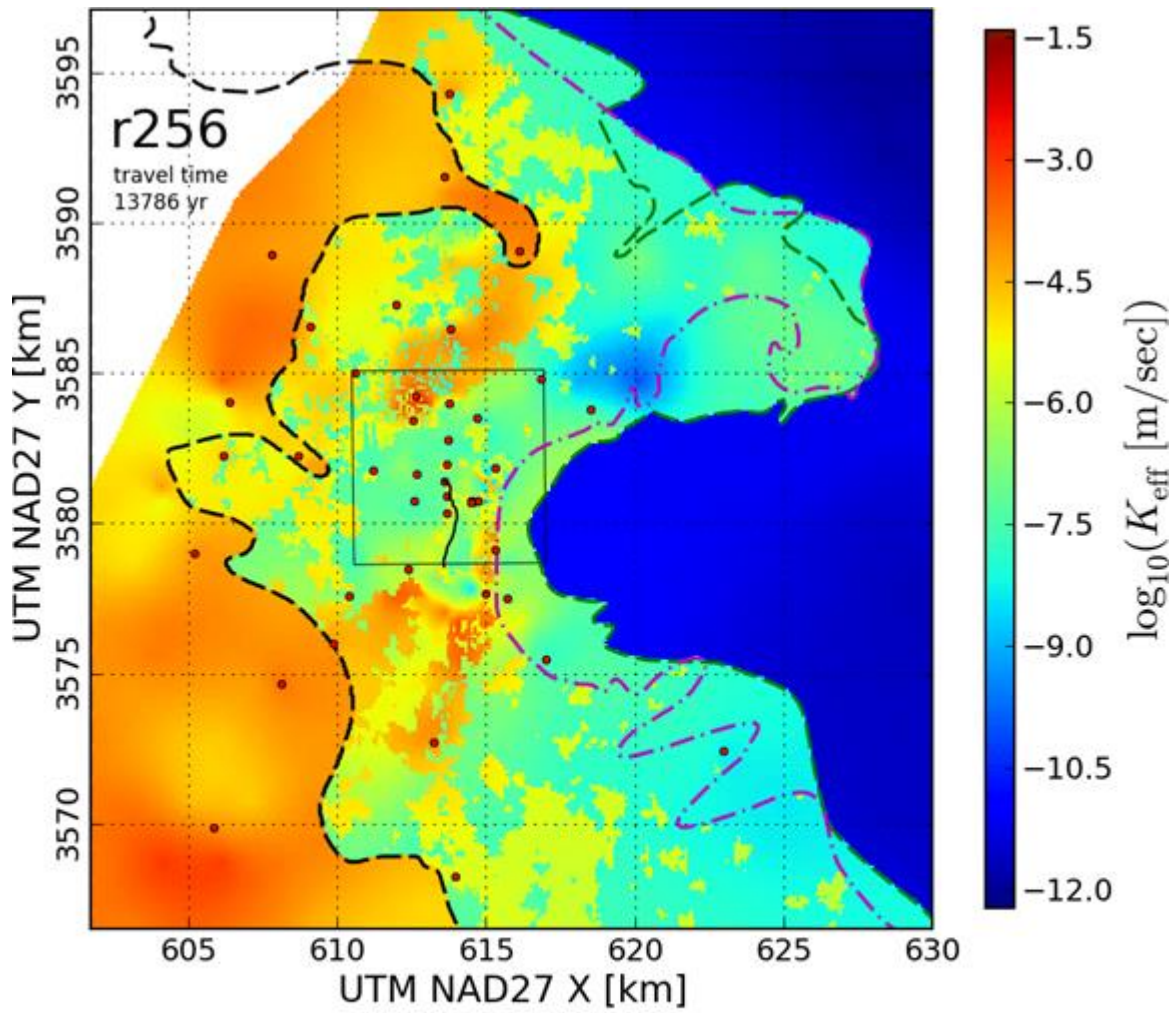 r256
travel time
13786 yr
3595
3590
3585
3580
3575
3570
UTM NAD27 Y [km]
605 610 615 620 625 630
UTM NAD27 X [km]
−1.5
−3.0
−4.5
−6.0
−7.5
−9.0
−10.5
−12.0
log₁₀(K_eff [m/sec])